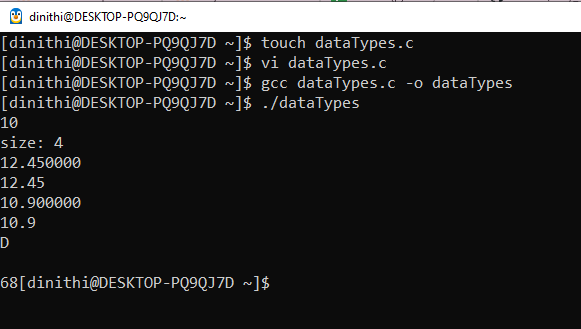 dinithi@DESKTOP-PQ9QJ7D:~
[dinithi@DESKTOP-PQ9QJ7D ~]$ touch dataTypes.c
[dinithi@DESKTOP-PQ9QJ7D ~]$ vi dataTypes.c
[dinithi@DESKTOP-PQ9QJ7D ~]$ gcc dataTypes.c -o dataTypes
[dinithi@DESKTOP-PQ9QJ7D ~]$ ./dataTypes
10
size: 4
12.450000
12.45
10.900000
10.9
D
68[dinithi@DESKTOP-PQ9QJ7D ~]$